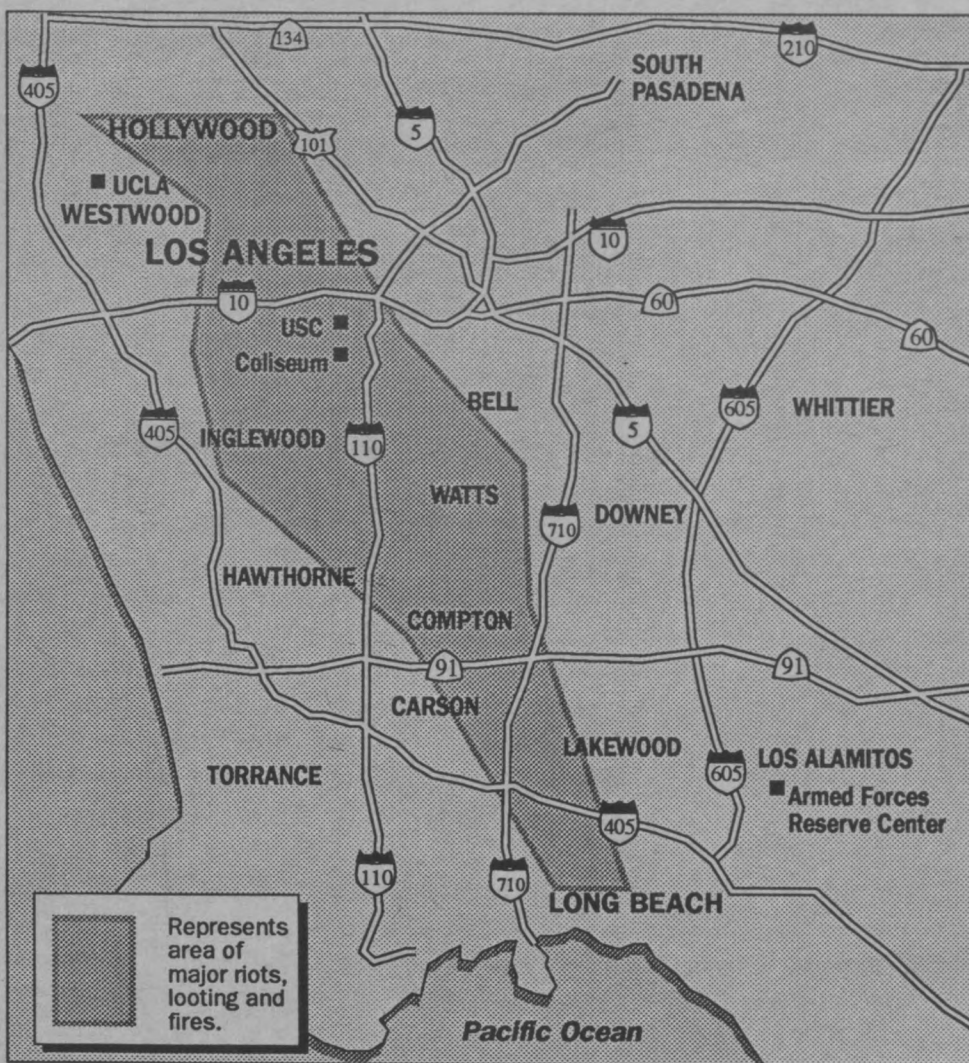 134
210
405
SOUTH
PASADENA
HOLLYWOOD
101
5
UCLA
WESTWOOD
LOS ANGELES
10
10
60
USC
60
Coliseum
BELL
605
WHITTIER
405
INGLEWOOD
110
5
WATTS
DOWNEY
710
HAWTHORNE
COMPTON
91
91
CARSON
LAKEWOOD
LOS ALAMITOS
TORRANCE
605
Armed Forces
Reserve Center
405
110
710
LONG BEACH
Represents
area of
major riots,
looting and
fires.
Pacific Ocean